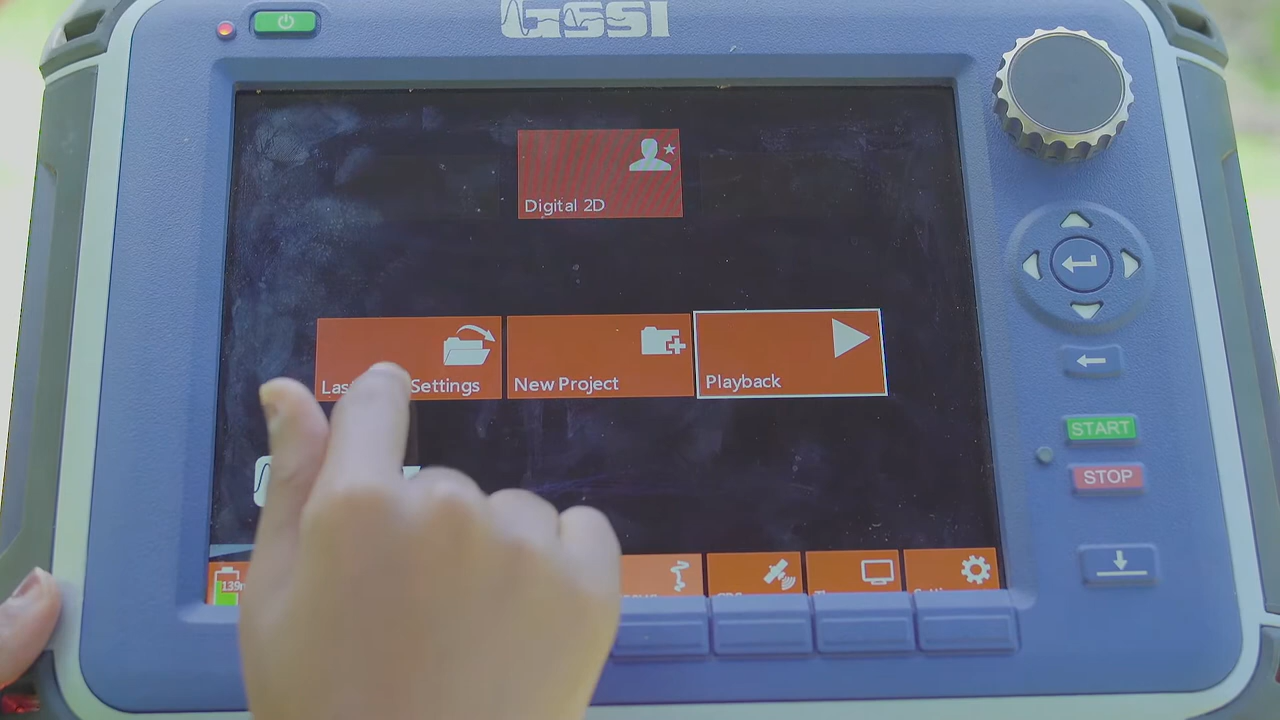 GSSI
Digital 2D
Settings
New Project
Playback
START
STOP